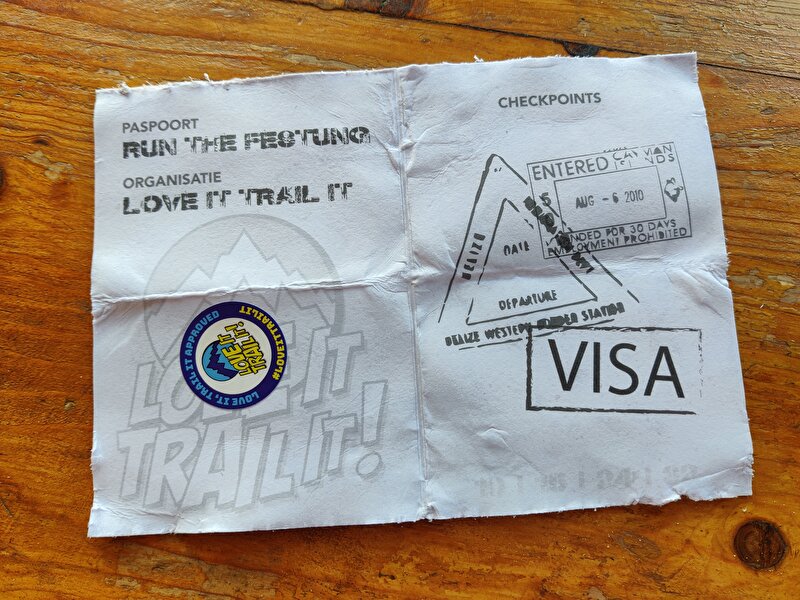 PASPOORT
RUN THE FESTUNG
ORGANISATIE
LOVE IT TRAIL IT
LOVE IT, TRAIL IT APPROVED
#LOVEITTRAILIT
LOVE IT
TRAIL IT!
LOVE IT
TRAIL IT!
CHECKPOINTS
ENTERED CAYMAN
ISLANDS
5
AUG - 6 2010
FOR 30 DAYS
EMPLOYMENT PROHIBITED
BELIZE
DEPARTURE
BELIZE WESTERN BORDER STATION
VISA